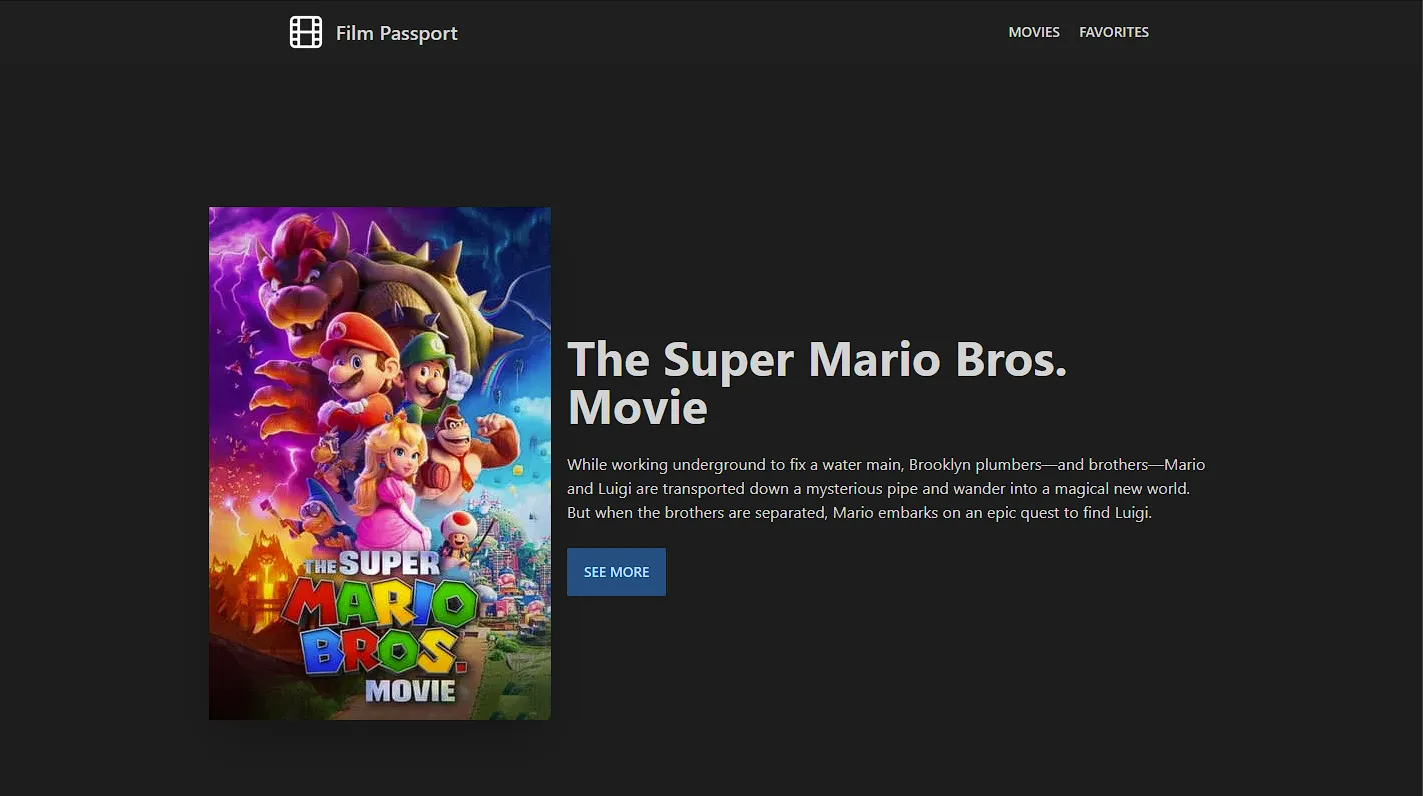 Film Passport
MOVIES FAVORITES
THE SUPER
MARIO
BROS.
MOVIE
The Super Mario Bros.
Movie
While working underground to fix a water main, Brooklyn plumbers—and brothers—Mario
and Luigi are transported down a mysterious pipe and wander into a magical new world.
But when the brothers are separated, Mario embarks on an epic quest to find Luigi.
SEE MORE